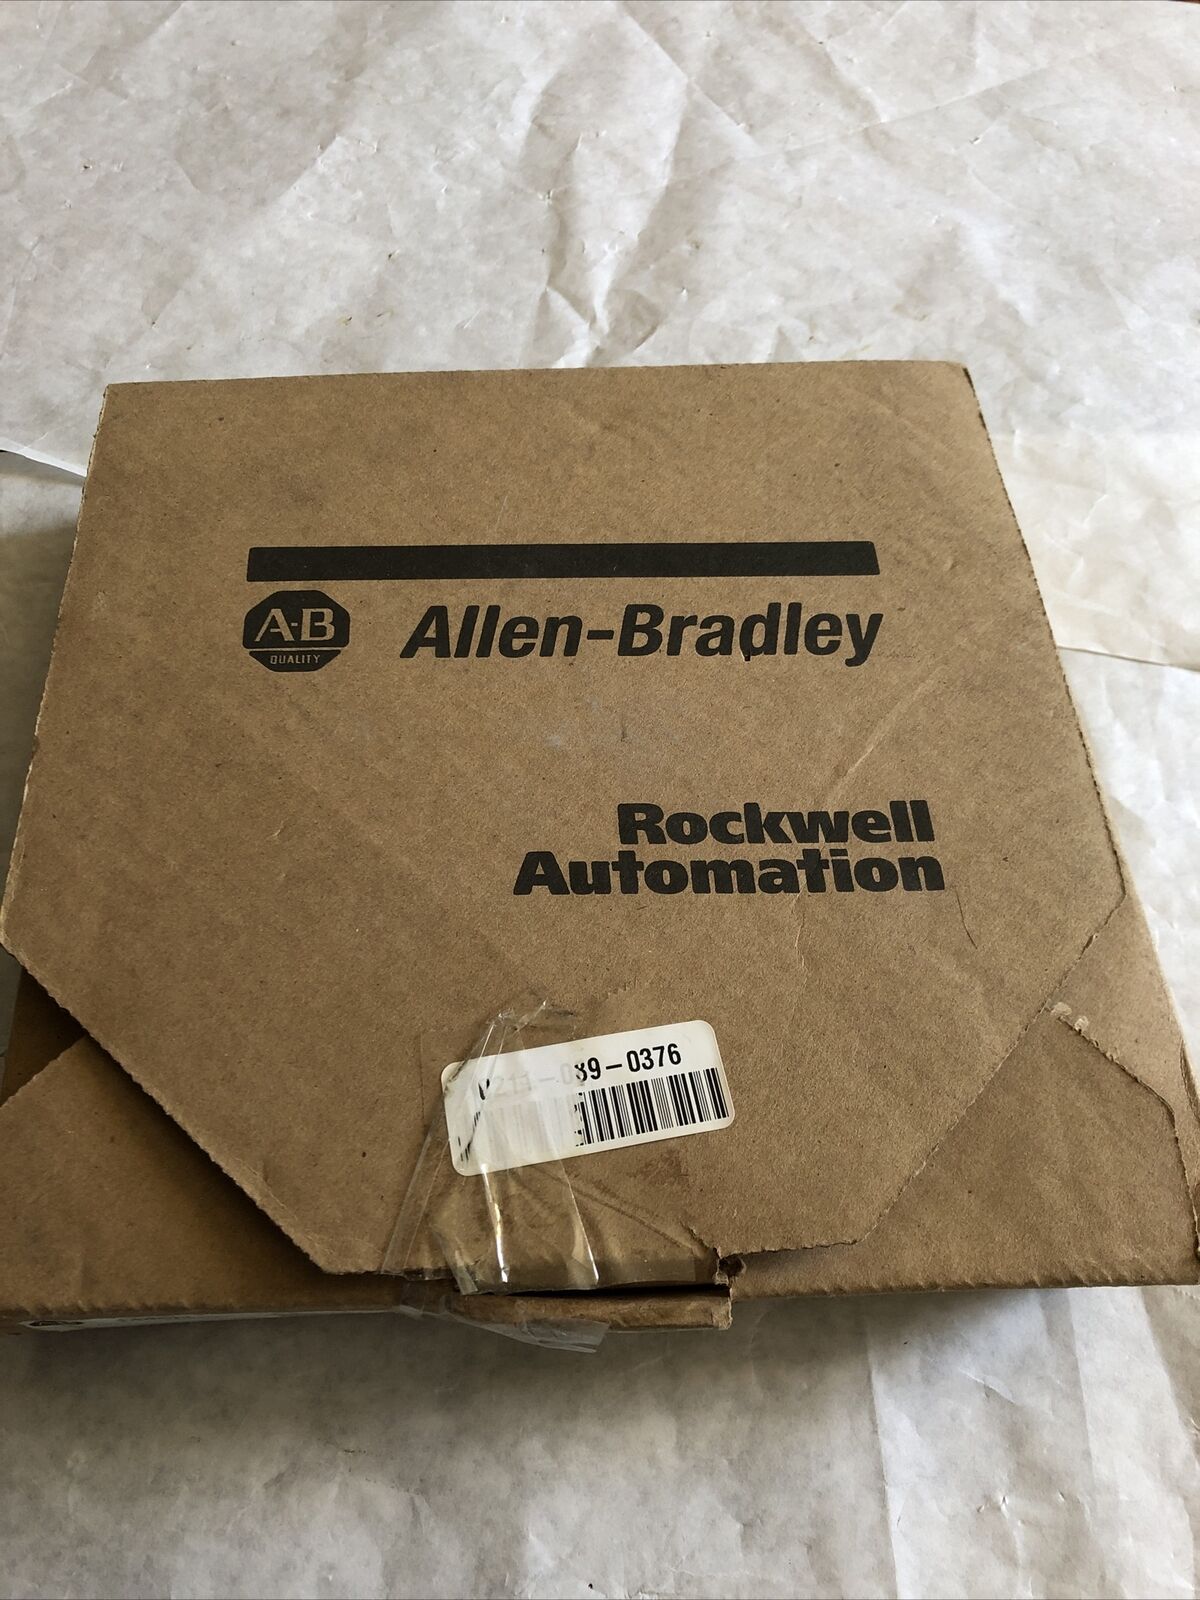 A-B
QUALITY
Allen-Bradley
Rockwell
Automation